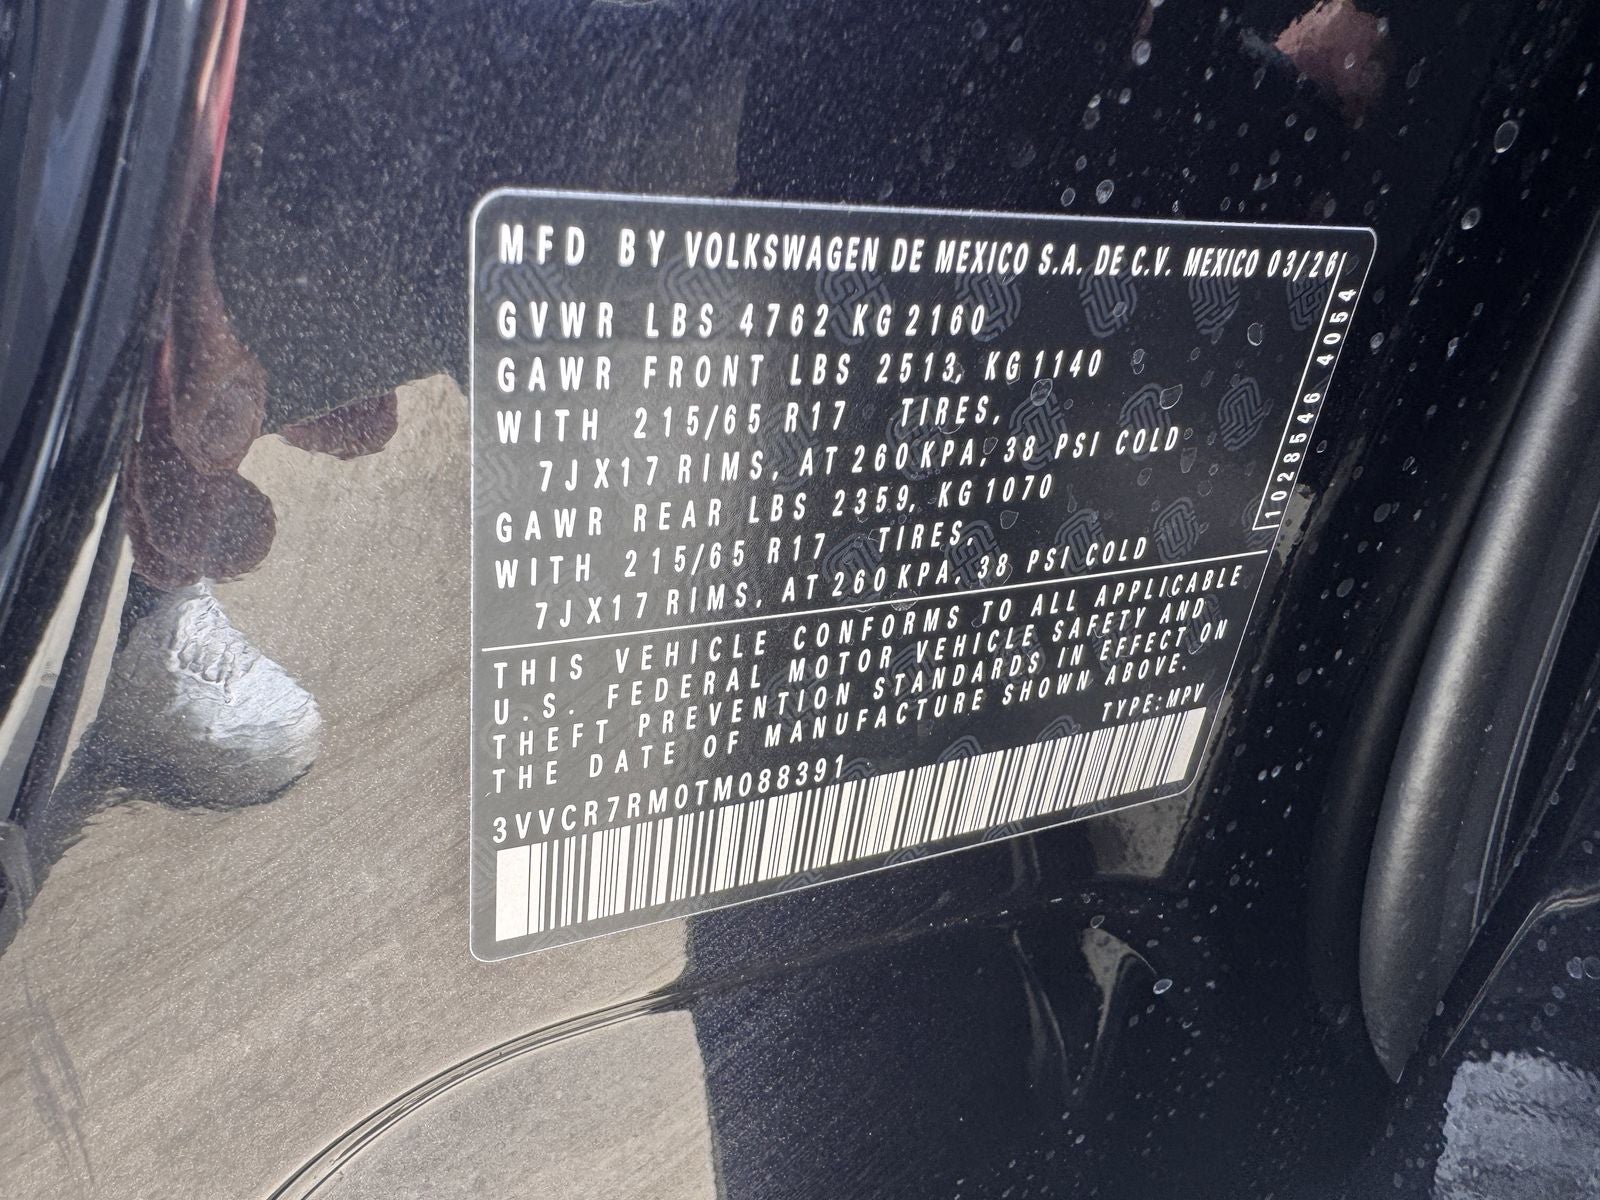 MFD BY VOLKSWAGEN DE MEXICO S.A. DE C.V. MEXICO 03/26
GVWR LBS 4762 KG 2160
GAWR FRONT LBS 2513, KG 1140
WITH 215/65 R17 TIRES,
7J X17 RIMS, AT 260 KPA, 38 PSI COLD
GAWR REAR LBS 2359, KG 1070
WITH 215/65 R17 TIRES,
7J X17 RIMS, AT 260 KPA, 38 PSI COLD
1028546 4054
THIS VEHICLE CONFORMS TO ALL APPLICABLE
U.S. FEDERAL MOTOR VEHICLE SAFETY AND
THEFT PREVENTION STANDARDS IN EFFECT ON
THE DATE OF MANUFACTURE SHOWN ABOVE.
TYPE: MPV
3VVCR7RM0TM088391